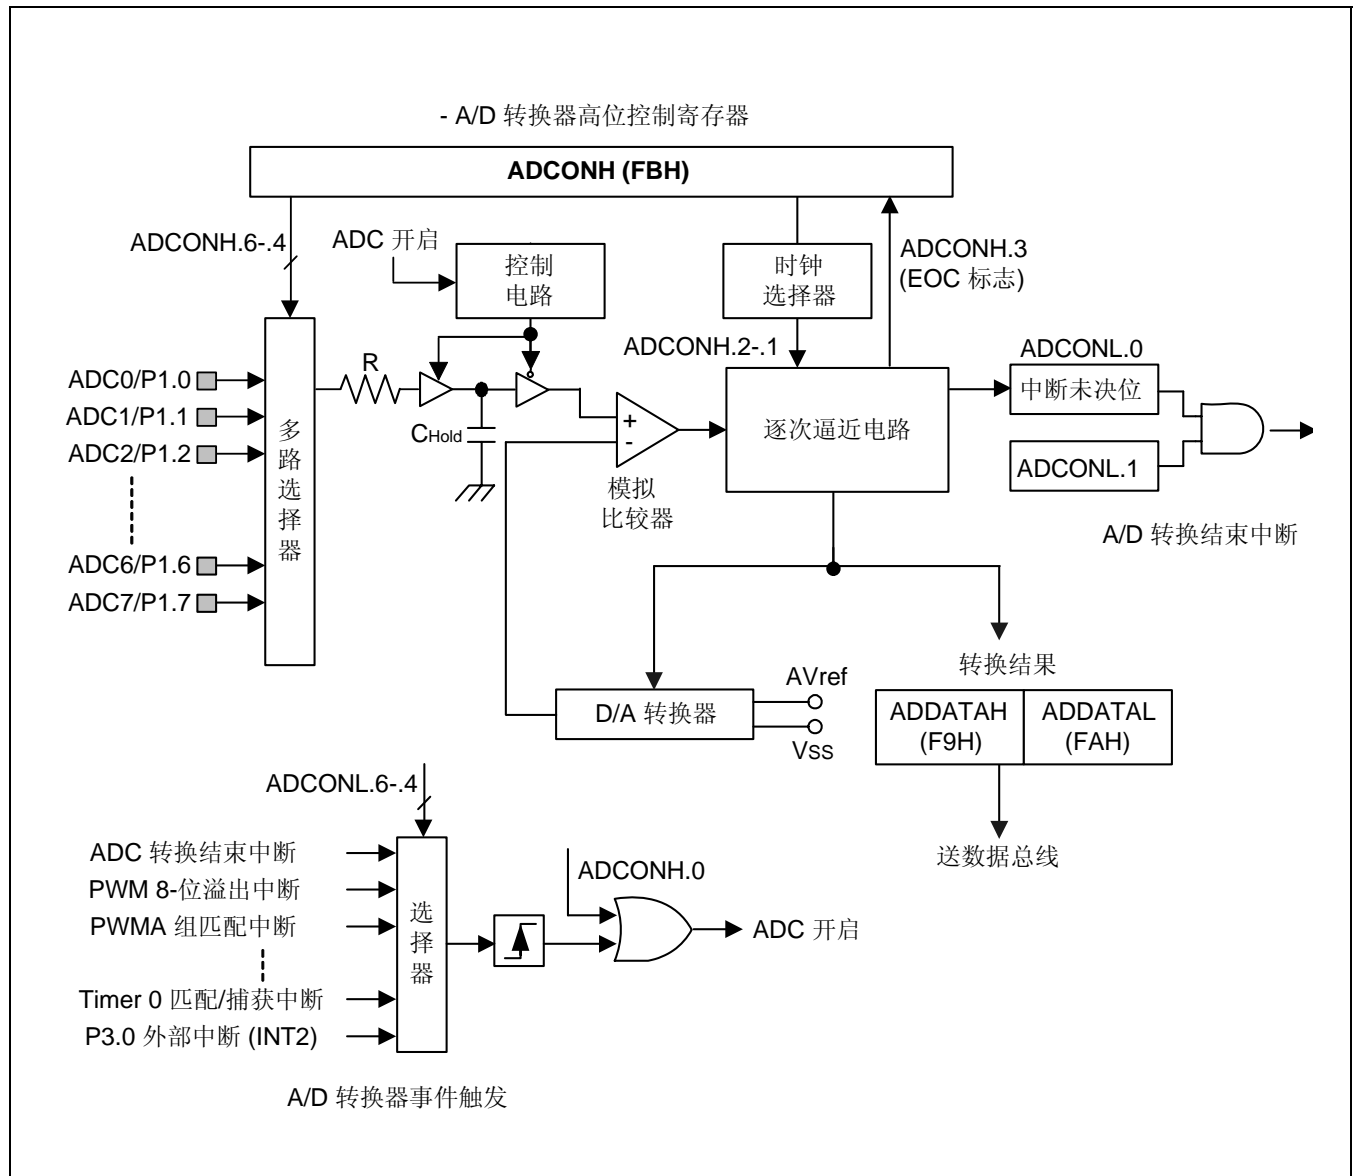 - A/D 转换器高位控制寄存器
ADCONH (FBH)
ADCONH.6-.4
ADC 开启
控制
电路
时钟
选择器
ADCONH.3
(EOC 标志)
ADCONH.2-.1
ADCONL.0
R
ADC0/P1.0
ADC1/P1.1
ADC2/P1.2
ADC6/P1.6
ADC7/P1.7
多
路
选
择
器
CHold
+
-
模拟
比较器
逐次逼近电路
中断未决位
ADCONL.1
A/D 转换结束中断
转换结果
AVref
D/A 转换器
Vss
ADDATAH
(F9H)
ADDATAL
(FAH)
送数据总线
ADCONL.6-.4
ADC 转换结束中断
PWM 8-位溢出中断
PWMA 组匹配中断
Timer 0 匹配/捕获中断
P3.0 外部中断 (INT2)
选
择
器
ADCONH.0
ADC 开启
A/D 转换器事件触发